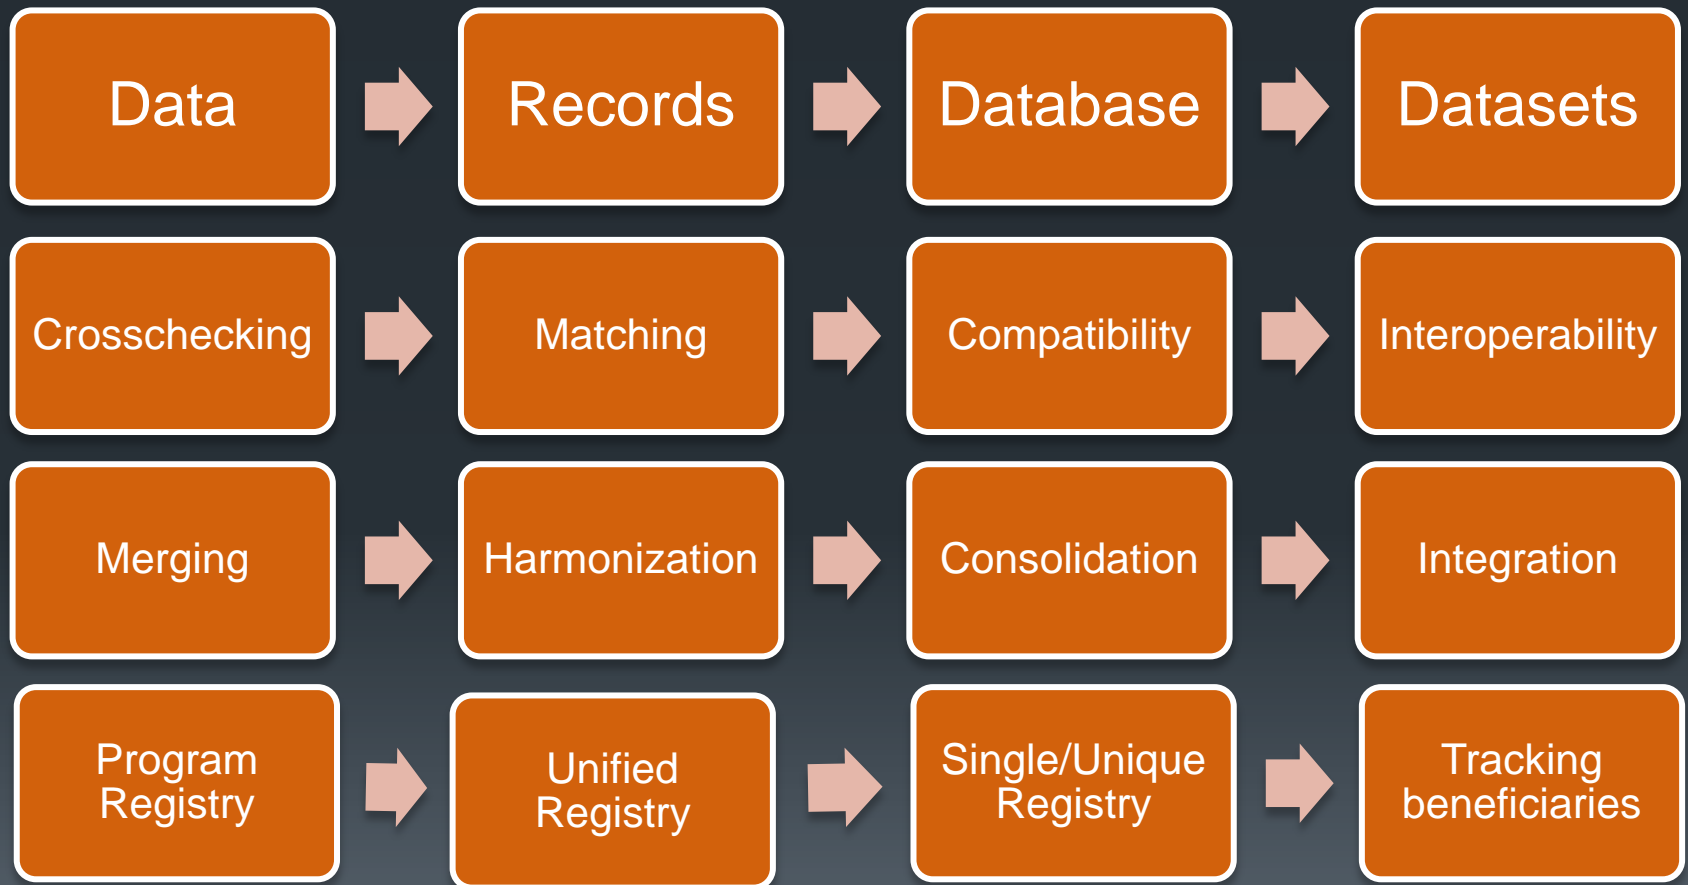 Data
Records
Database
Datasets
Crosschecking
Matching
Compatibility
Interoperability
Merging
Harmonization
Consolidation
Integration
Program
Registry
Unified
Registry
Single/Unique
Registry
Tracking
beneficiaries